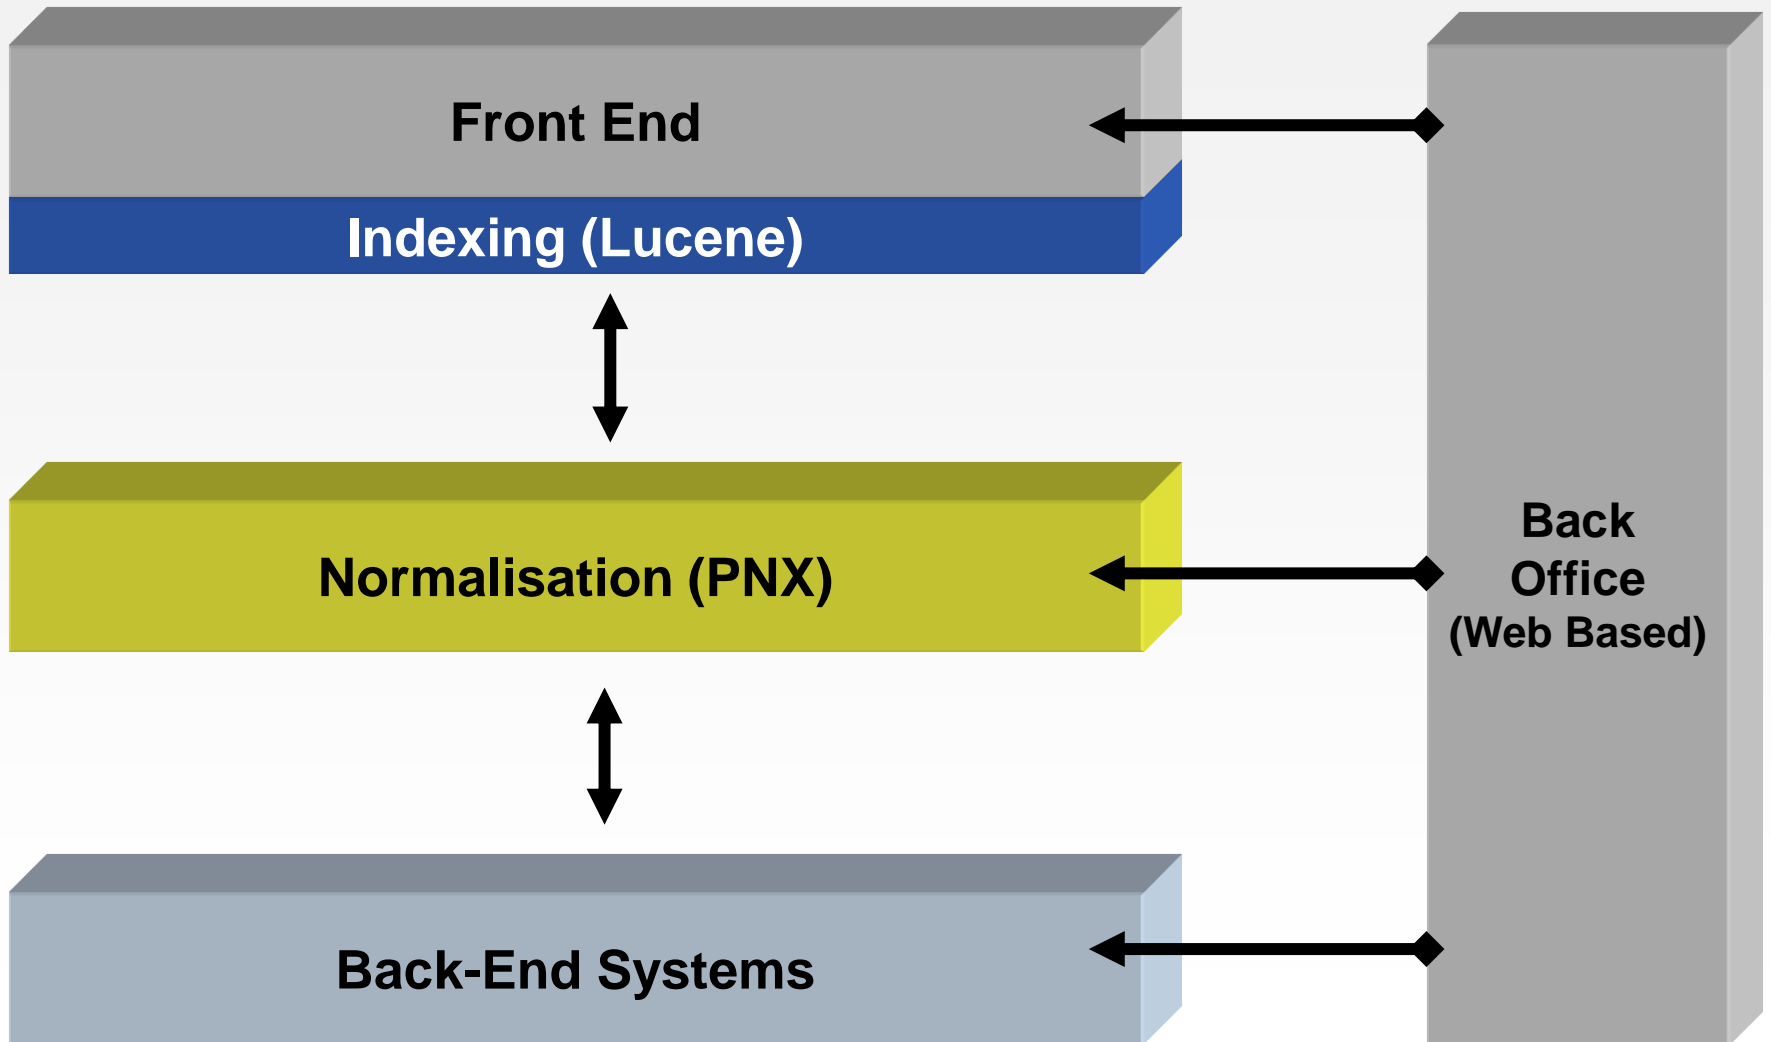 Front End
Indexing (Lucene)
Normalisation (PNX)
Back
Office
(Web Based)
Back-End Systems